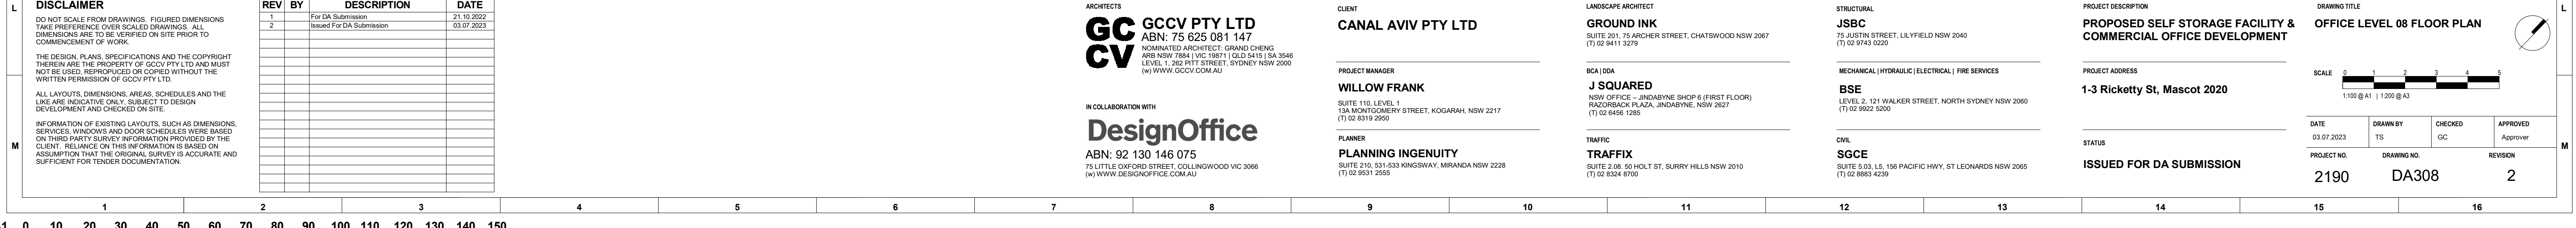 L
DISCLAIMER
DO NOT SCALE FROM DRAWINGS. FIGURED DIMENSIONS
TAKE PREFERENCE OVER SCALED DRAWINGS. ALL
DIMENSIONS ARE TO BE VERIFIED ON SITE PRIOR TO
COMMENCEMENT OF WORK.
THE DESIGN, PLANS, SPECIFICATIONS AND THE COPYRIGHT
THEREIN ARE THE PROPERTY OF GCCV PTY LTD AND MUST
NOT BE USED, REPROPUCED OR COPIED WITHOUT THE
WRITTEN PERMISSION OF GCCV PTY LTD.
ALL LAYOUTS, DIMENSIONS, AREAS, SCHEDULES AND THE
LIKE ARE INDICATIVE ONLY, SUBJECT TO DESIGN
DEVELOPMENT AND CHECKED ON SITE.
INFORMATION OF EXISTING LAYOUTS, SUCH AS DIMENSIONS,
SERVICES, WINDOWS AND DOOR SCHEDULES WERE BASED
ON THIRD PARTY SURVEY INFORMATION PROVIDED BY THE
CLIENT. RELIANCE ON THIS INFORMATION IS BASED ON
ASSUMPTION THAT THE ORIGINAL SURVEY IS ACCURATE AND
SUFFICIENT FOR TENDER DOCUMENTATION.
M
REV BY DESCRIPTION DATE
1 For DA Submission 21.10.2022
2 Issued For DA Submission 03.07.2023
ARCHITECTS
GC
CV
GCCV PTY LTD
ABN: 75 625 081 147
NOMINATED ARCHITECT: GRAND CHENG
ARB NSW 7884 | VIC 19871 | QLD 5415 | SA 3546
LEVEL 1, 262 PITT STREET, SYDNEY NSW 2000
(w) WWW.GCCV.COM.AU
IN COLLABORATION WITH
DesignOffice
ABN: 92 130 146 075
75 LITTLE OXFORD STREET, COLLINGWOOD VIC 3066
(w) WWW.DESIGNOFFICE.COM.AU
CLIENT
CANAL AVIV PTY LTD
PROJECT MANAGER
WILLOW FRANK
SUITE 110, LEVEL 1
13A MONTGOMERY STREET, KOGARAH, NSW 2217
(T) 02 8319 2950
PLANNER
PLANNING INGENUITY
SUITE 210, 531-533 KINGSWAY, MIRANDA NSW 2228
(T) 02 9531 2555
LANDSCAPE ARCHITECT
GROUND INK
SUITE 201, 75 ARCHER STREET, CHATSWOOD NSW 2067
(T) 02 9411 3279
BCA | DDA
J SQUARED
NSW OFFICE – JINDABYNE SHOP 6 (FIRST FLOOR)
RAZORBACK PLAZA, JINDABYNE, NSW 2627
(T) 02 6456 1285
TRAFFIC
TRAFFIX
SUITE 2.08. 50 HOLT ST, SURRY HILLS NSW 2010
(T) 02 8324 8700
STRUCTURAL
JSBC
75 JUSTIN STREET, LILYFIELD NSW 2040
(T) 02 9743 0220
MECHANICAL | HYDRAULIC | ELECTRICAL | FIRE SERVICES
BSE
LEVEL 2, 121 WALKER STREET, NORTH SYDNEY NSW 2060
(T) 02 9922 5200
CIVIL
SGCE
SUITE 5.03, L5, 156 PACIFIC HWY, ST LEONARDS NSW 2065
(T) 02 8883 4239
PROJECT DESCRIPTION
PROPOSED SELF STORAGE FACILITY &
COMMERCIAL OFFICE DEVELOPMENT
PROJECT ADDRESS
1-3 Ricketty St, Mascot 2020
STATUS
ISSUED FOR DA SUBMISSION
DRAWING TITLE
OFFICE LEVEL 08 FLOOR PLAN
SCALE 0 1 2 3 4 5
1:100 @ A1 | 1:200 @ A3
DATE DRAWN BY CHECKED APPROVED
03.07.2023 TS GC Approver
PROJECT NO. DRAWING NO. REVISION
2190 DA308 2
L
M
1 2 3 4 5 6 7 8 9 10 11 12 13 14 15 16
0 10 20 30 40 50 60 70 80 90 100 110 120 130 140 150